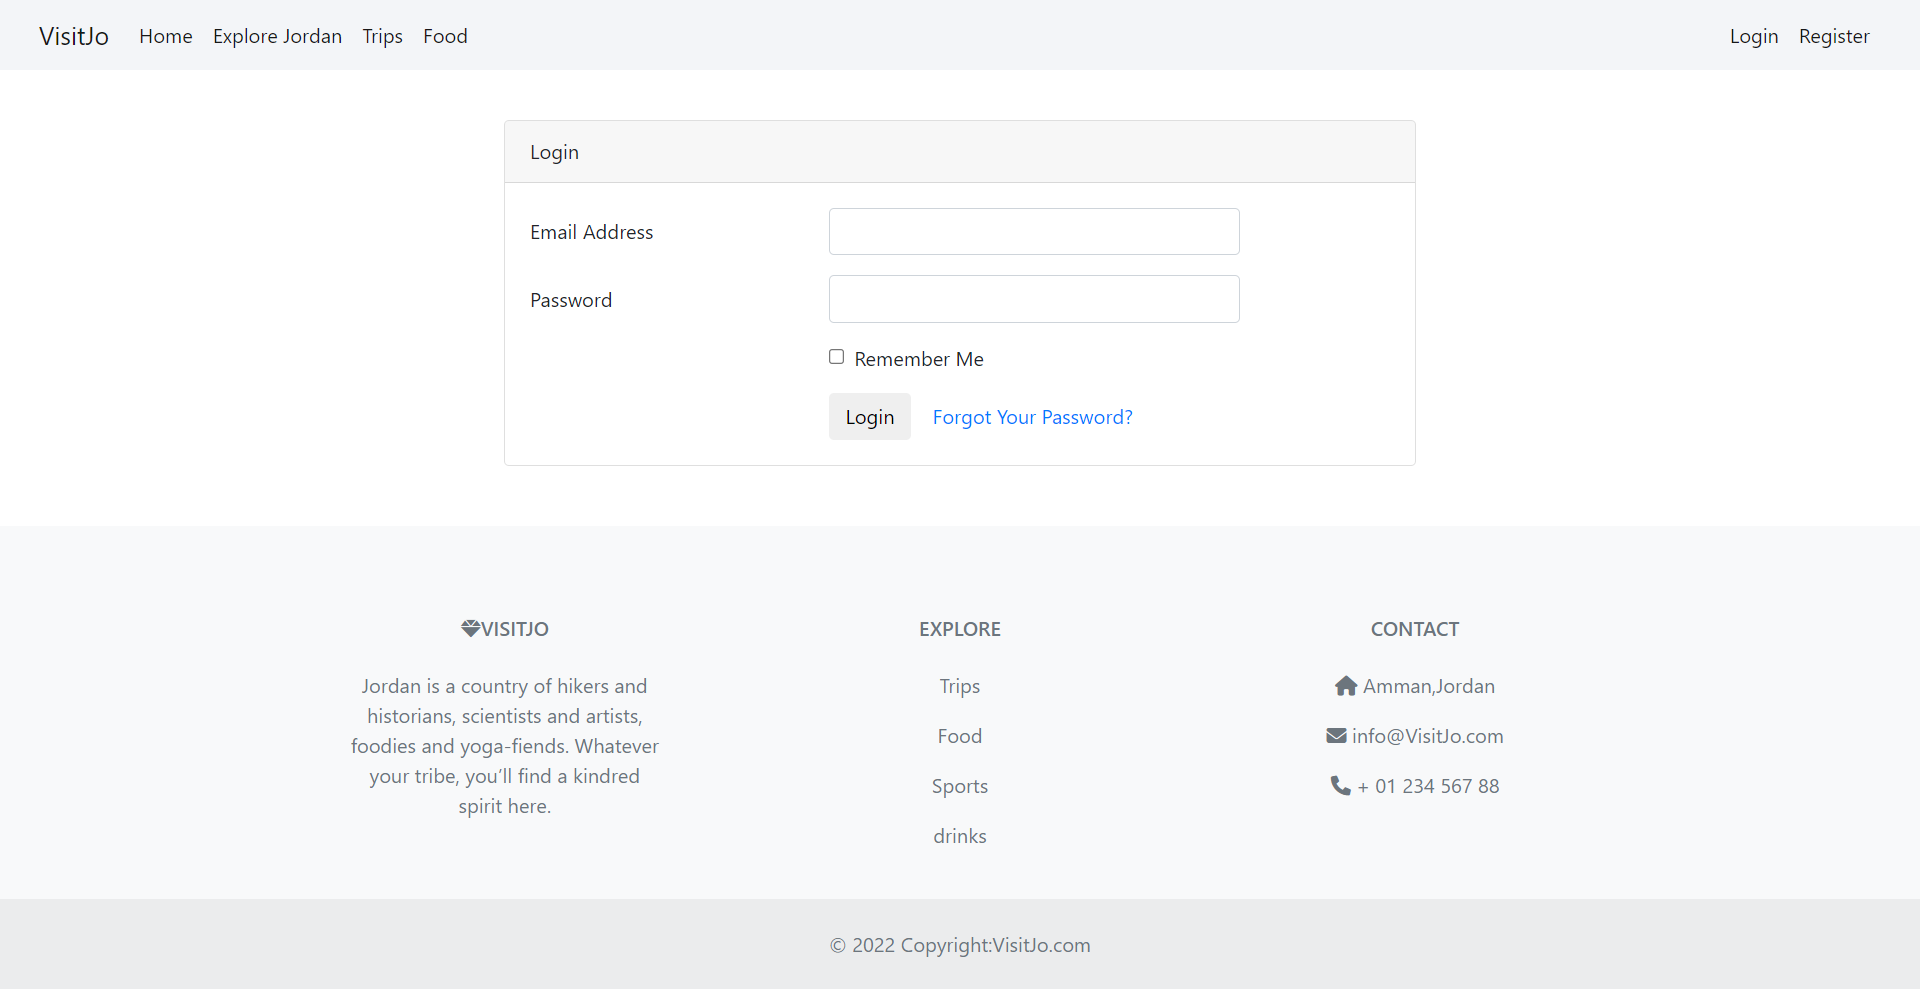 VisitJo Home Explore Jordan Trips Food Login Register
Login
Email Address
Password
Remember Me
Login Forgot Your Password?
VISITJO
Jordan is a country of hikers and
historians, scientists and artists,
foodies and yoga-fiends. Whatever
your tribe, you’ll find a kindred
spirit here.
EXPLORE
Trips
Food
Sports
drinks
CONTACT
Amman,Jordan
info@VisitJo.com
+ 01 234 567 88
© 2022 Copyright:VisitJo.com